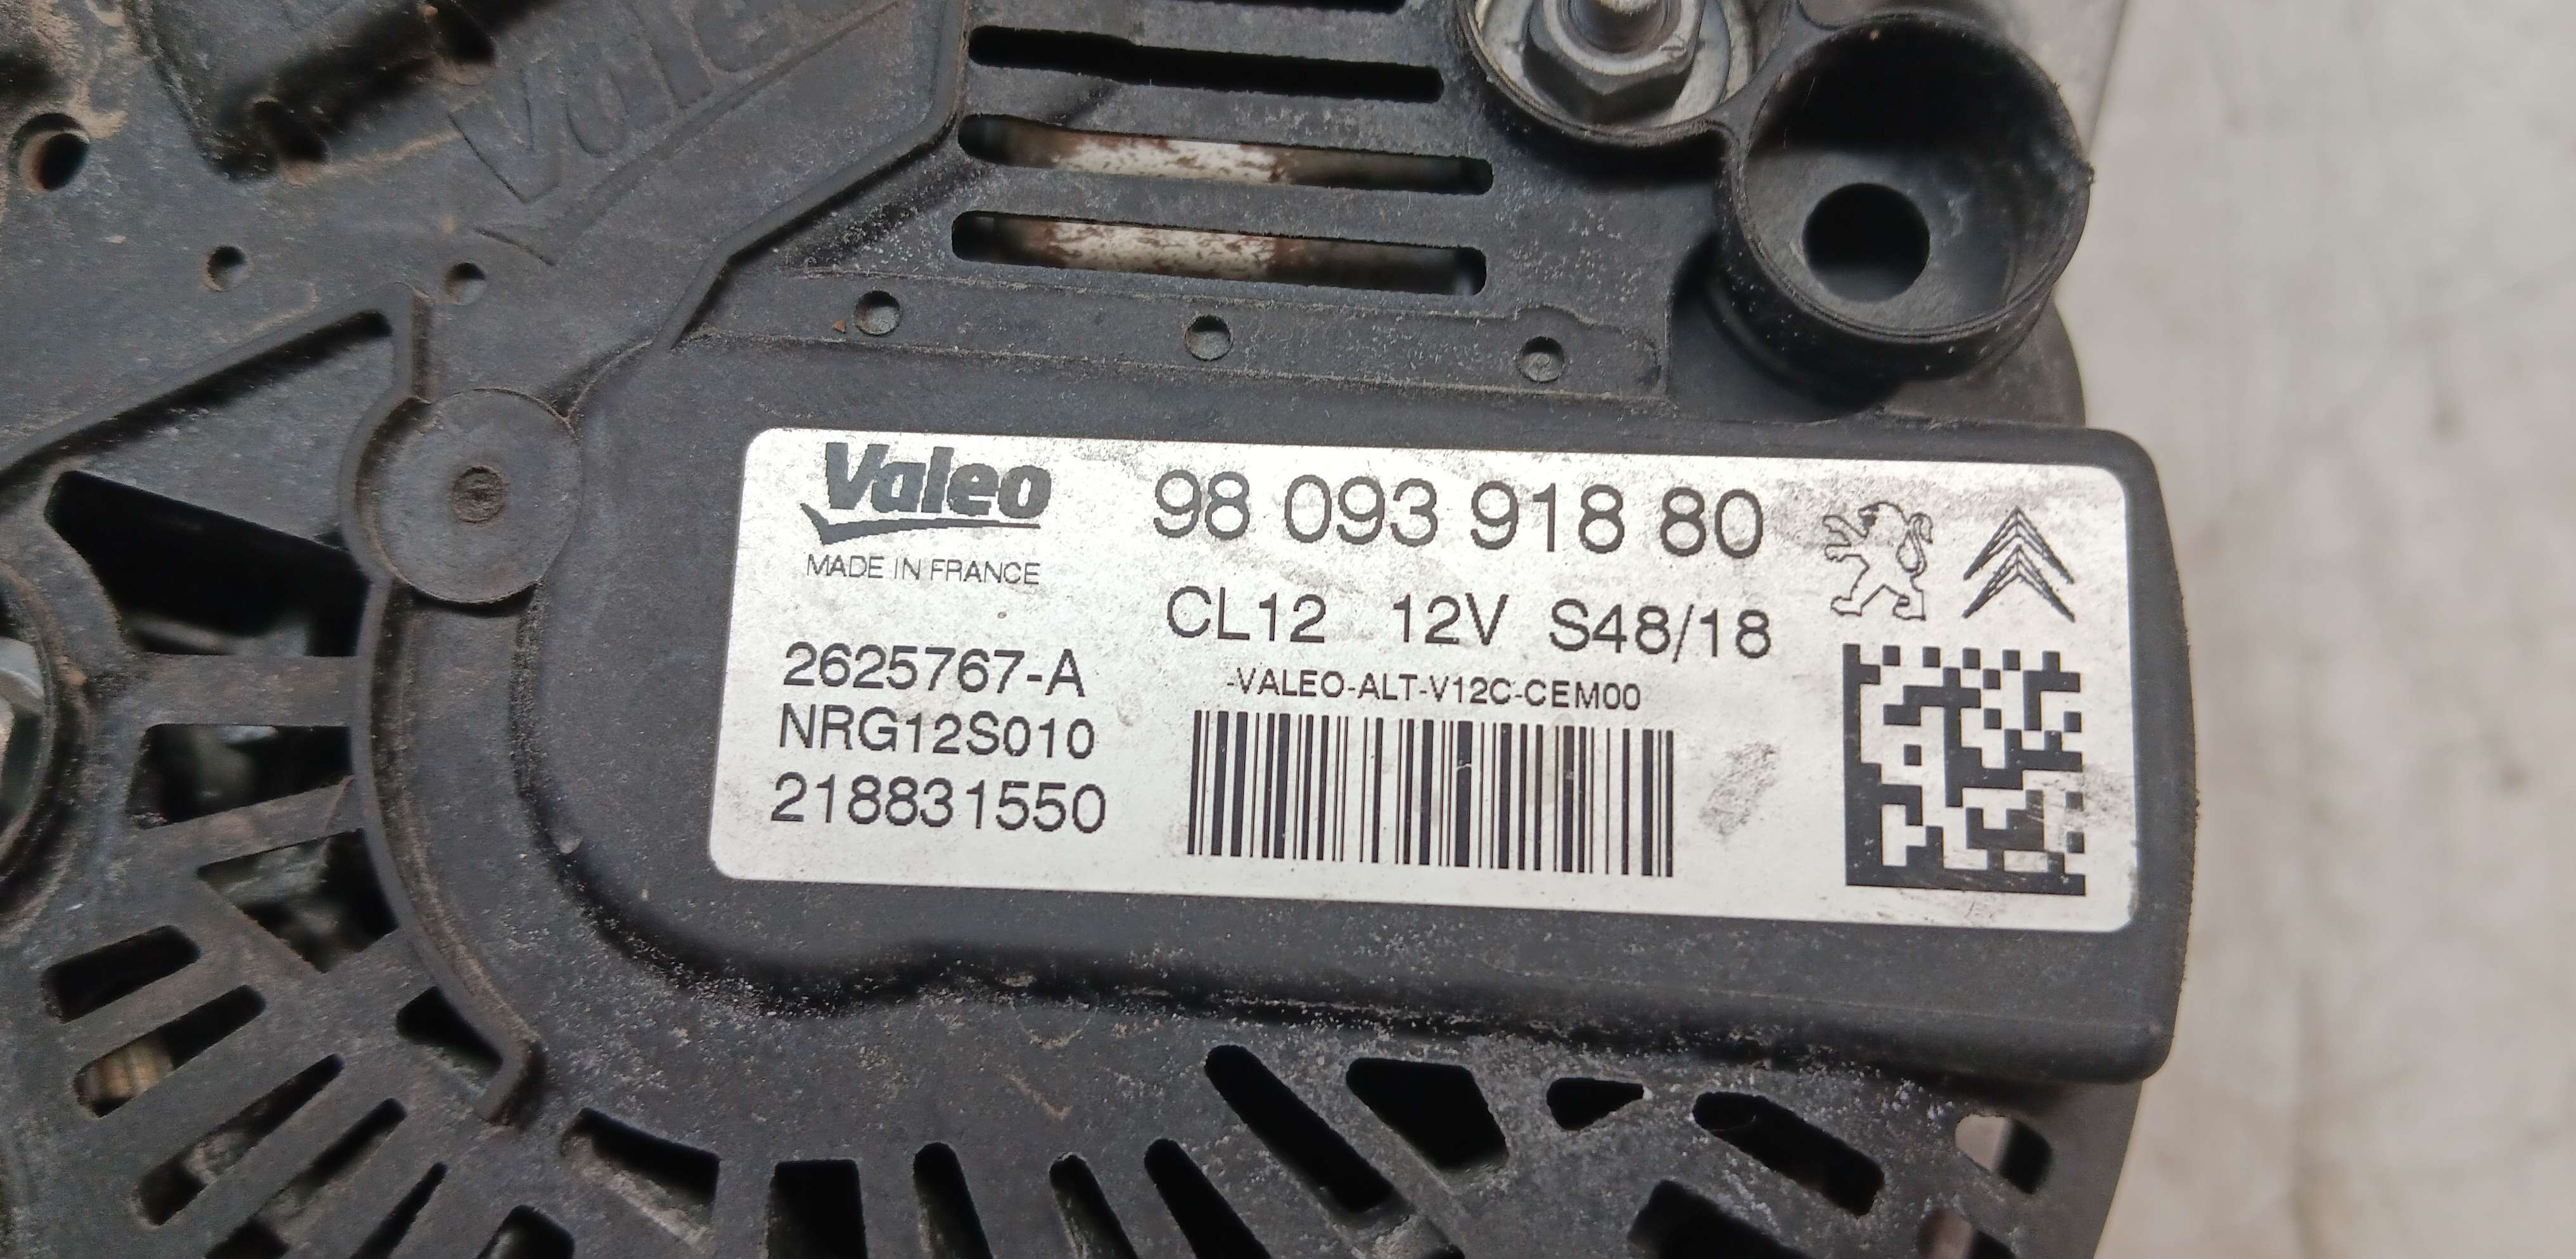 Valeo
Valeo
MADE IN FRANCE
98 093 918 80
CL12 12V S48/18
2625767-A
NRG12S010
218831550
-VALEO-ALT-V12C-CEM00